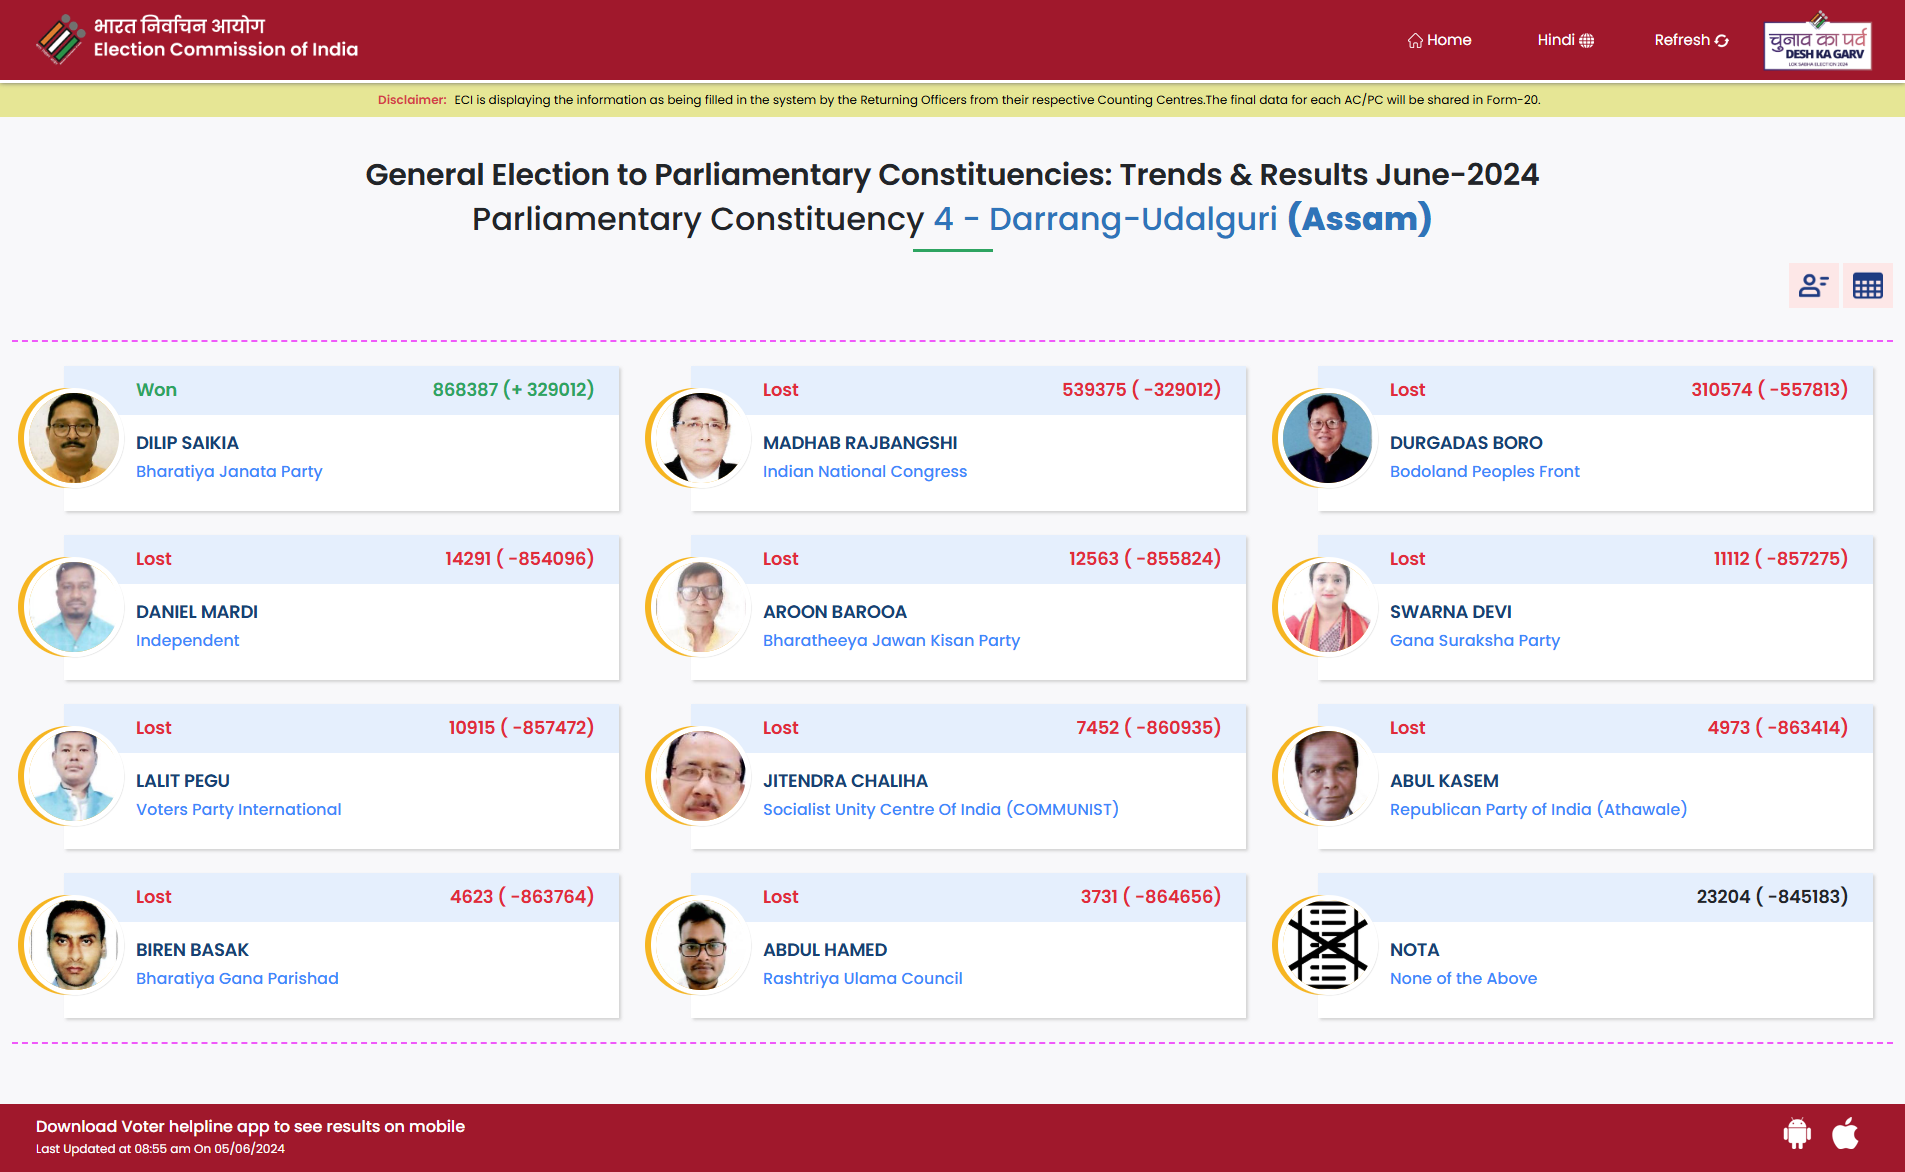 भारत निर्वाचन आयोग
Election Commission of India
Home
Hindi
Refresh
चुनाव का पर्व
DESH KA GARV
LOK SABHA ELECTION 2024
Disclaimer: ECI is displaying the information as being filled in the system by the Returning Officers from their respective Counting Centres.The final data for each AC/PC will be shared in Form-20.
General Election to Parliamentary Constituencies: Trends & Results June-2024
Parliamentary Constituency 4 - Darrang-Udalguri (Assam)
Won 868387 (+ 329012)
DILIP SAIKIA
Bharatiya Janata Party
Lost 539375 ( -329012)
MADHAB RAJBANGSHI
Indian National Congress
Lost 310574 ( -557813)
DURGADAS BORO
Bodoland Peoples Front
Lost 14291 ( -854096)
DANIEL MARDI
Independent
Lost 12563 ( -855824)
AROON BAROOA
Bharatheeya Jawan Kisan Party
Lost 11112 ( -857275)
SWARNA DEVI
Gana Suraksha Party
Lost 10915 ( -857472)
LALIT PEGU
Voters Party International
Lost 7452 ( -860935)
JITENDRA CHALIHA
Socialist Unity Centre Of India (COMMUNIST)
Lost 4973 ( -863414)
ABUL KASEM
Republican Party of India (Athawale)
Lost 4623 ( -863764)
BIREN BASAK
Bharatiya Gana Parishad
Lost 3731 ( -864656)
ABDUL HAMED
Rashtriya Ulama Council
23204 ( -845183)
NOTA
None of the Above
Download Voter helpline app to see results on mobile
Last Updated at 08:55 am On 05/06/2024